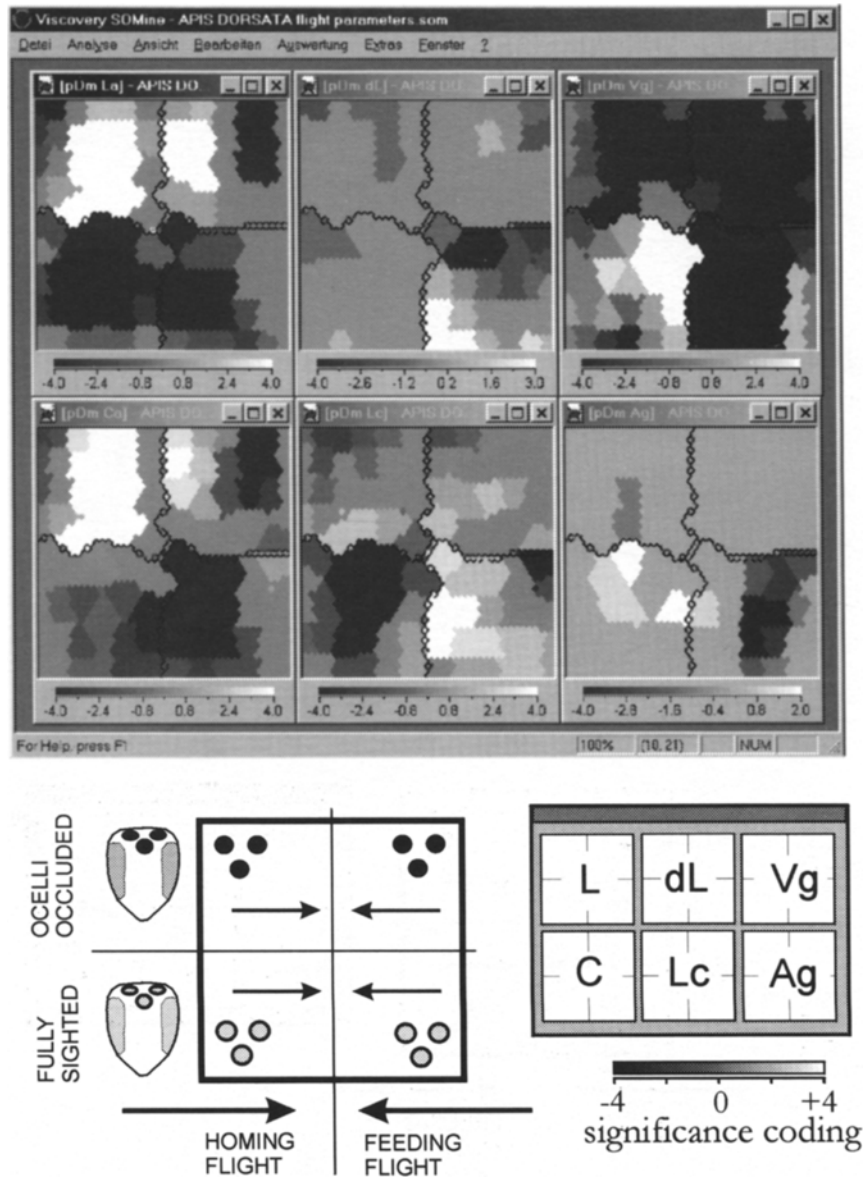 Viscovery SOMine - APIS DORSATA flight parameters.som
Datei Analyse Ansicht Bearbeiten Auswertung Extras Fenster ?
[pDm La] - APIS DO... [pDm dL] - APIS DO... [pDm Vg] - APIS DO...
-4.0 -2.4 -0.8 0.8 2.4 4.0
-4.0 -2.6 -1.2 0.2 1.6 3.0
-4.0 -2.4 -0.8 0.8 2.4 4.0
[pDm Co] - APIS DO... [pDm Lc] - APIS DO... [pDm Ag] - APIS DO...
-4.0 -2.4 -0.8 0.8 2.4 4.0
-4.0 -2.4 -0.8 0.8 2.4 4.0
-4.0 -2.8 -1.6 -0.4 0.8 2.0
For Help, press F1 100% (10, 21) NUM
OCELLI
OCCLUDED
FULLY
SIGHTED
HOMING
FLIGHT
FEEDING
FLIGHT
L dL Vg
C Lc Ag
-4 0 +4
significance coding